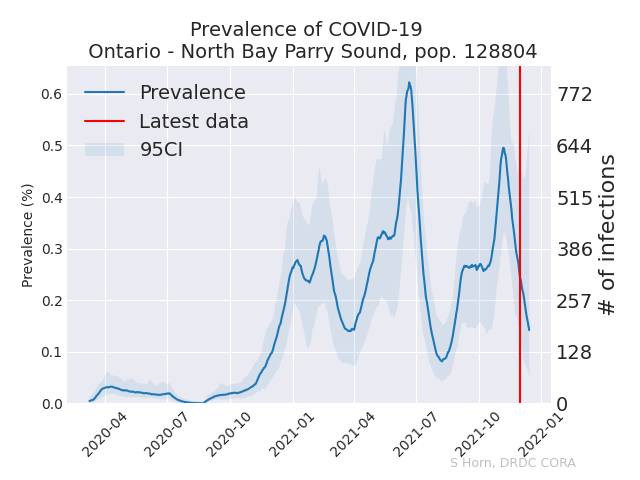 Prevalence of COVID-19
Ontario - North Bay Parry Sound, pop. 128804
Prevalence
Latest data
95CI
Prevalence (%)
0.6
0.5
0.4
0.3
0.2
0.1
0.0
772
644
515
386
257
128
0
# of infections
2020-04
2020-07
2020-10
2021-01
2021-04
2021-07
2021-10
2022-01
S Horn, DRDC CORA